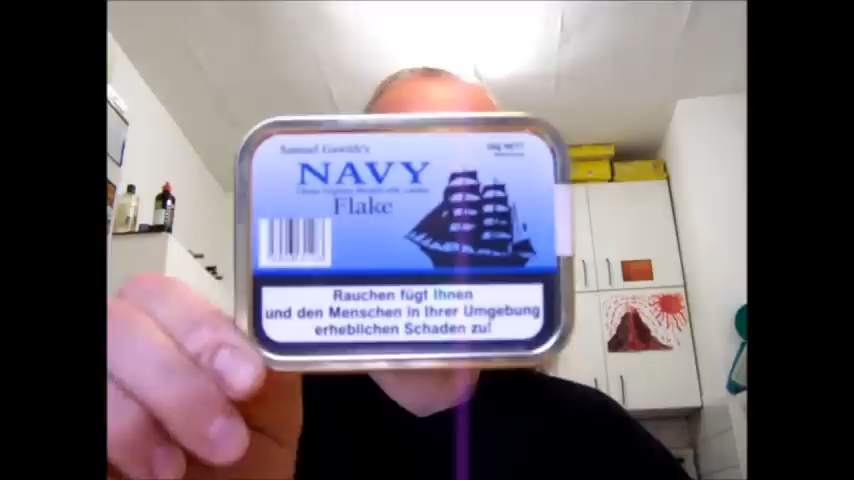 Samuel Gawith's
NAVY
Flake
Rauchen fügt Ihnen
und den Menschen in Ihrer Umgebung
erheblichen Schaden zu!